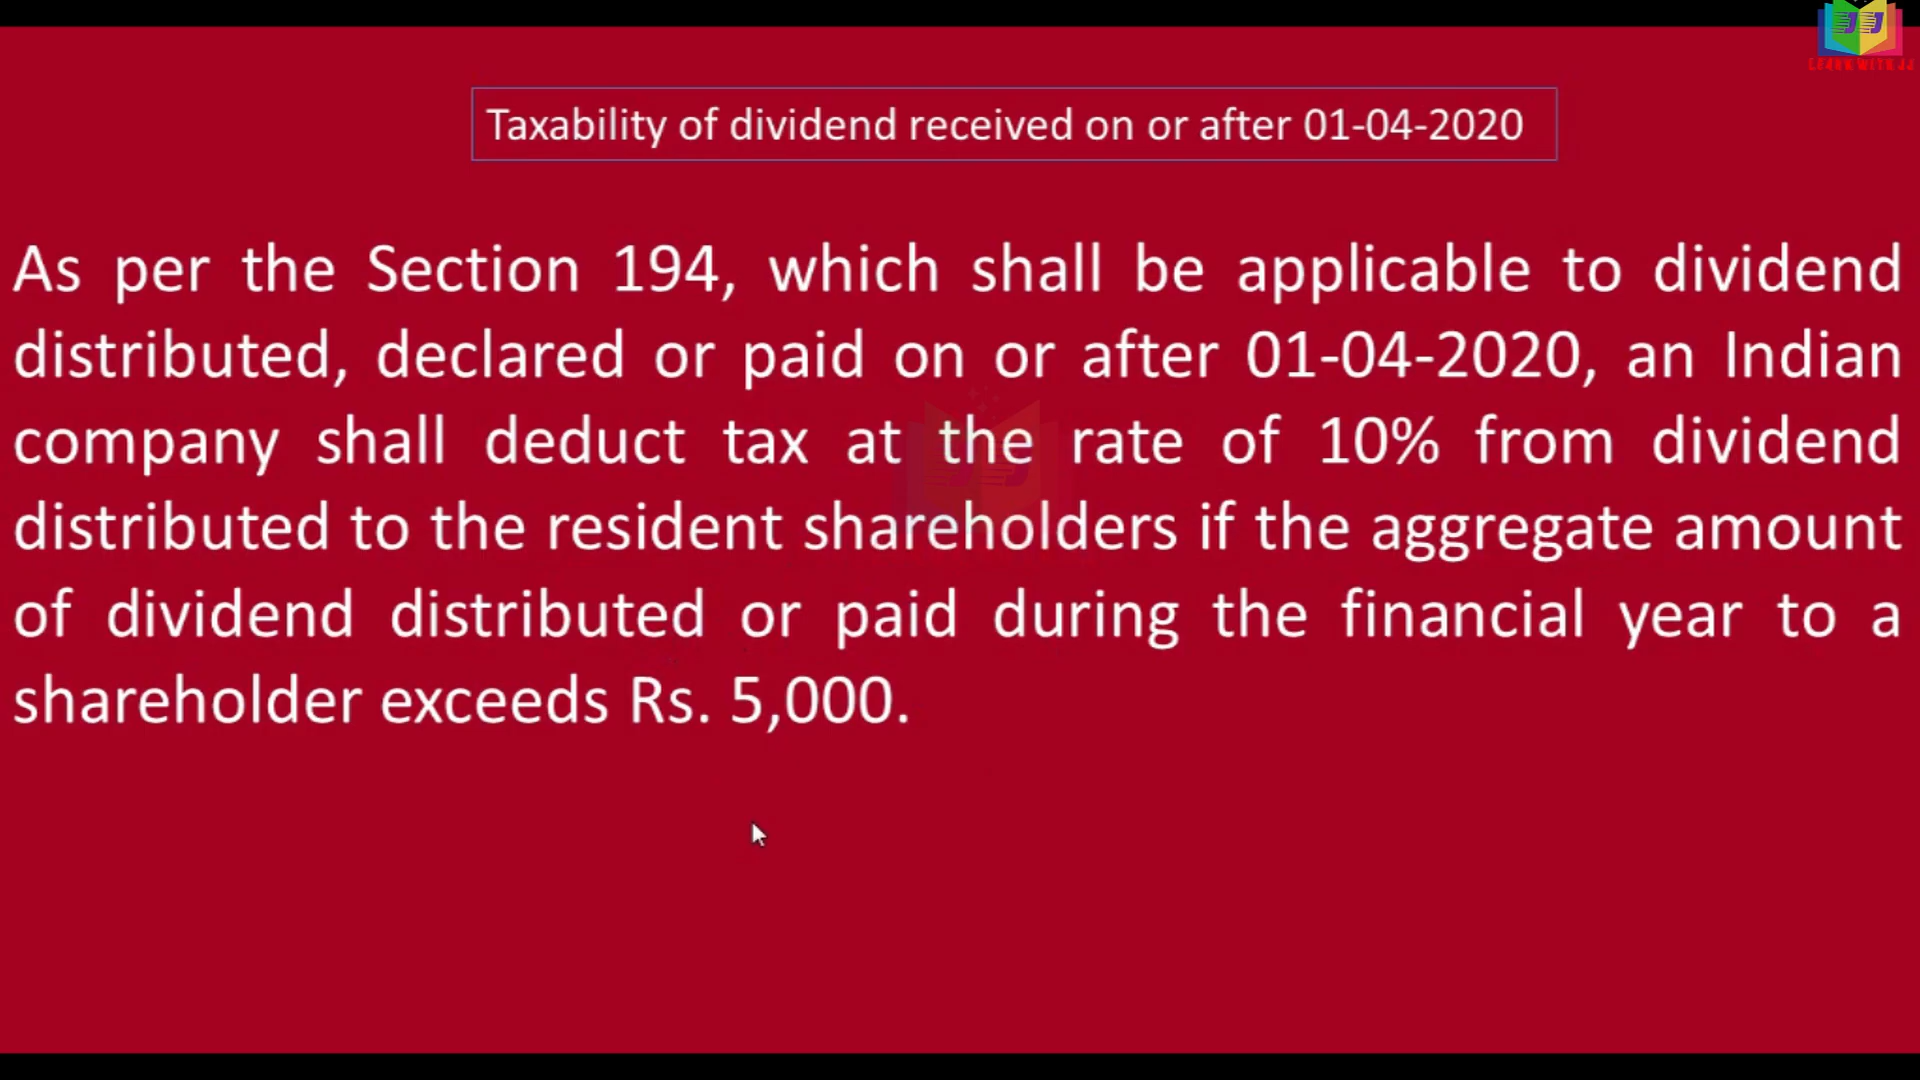 LEARN WITH JJ
Taxability of dividend received on or after 01-04-2020
As per the Section 194, which shall be applicable to dividend
distributed, declared or paid on or after 01-04-2020, an Indian
company shall deduct tax at the rate of 10% from dividend
distributed to the resident shareholders if the aggregate amount
of dividend distributed or paid during the financial year to a
shareholder exceeds Rs. 5,000.